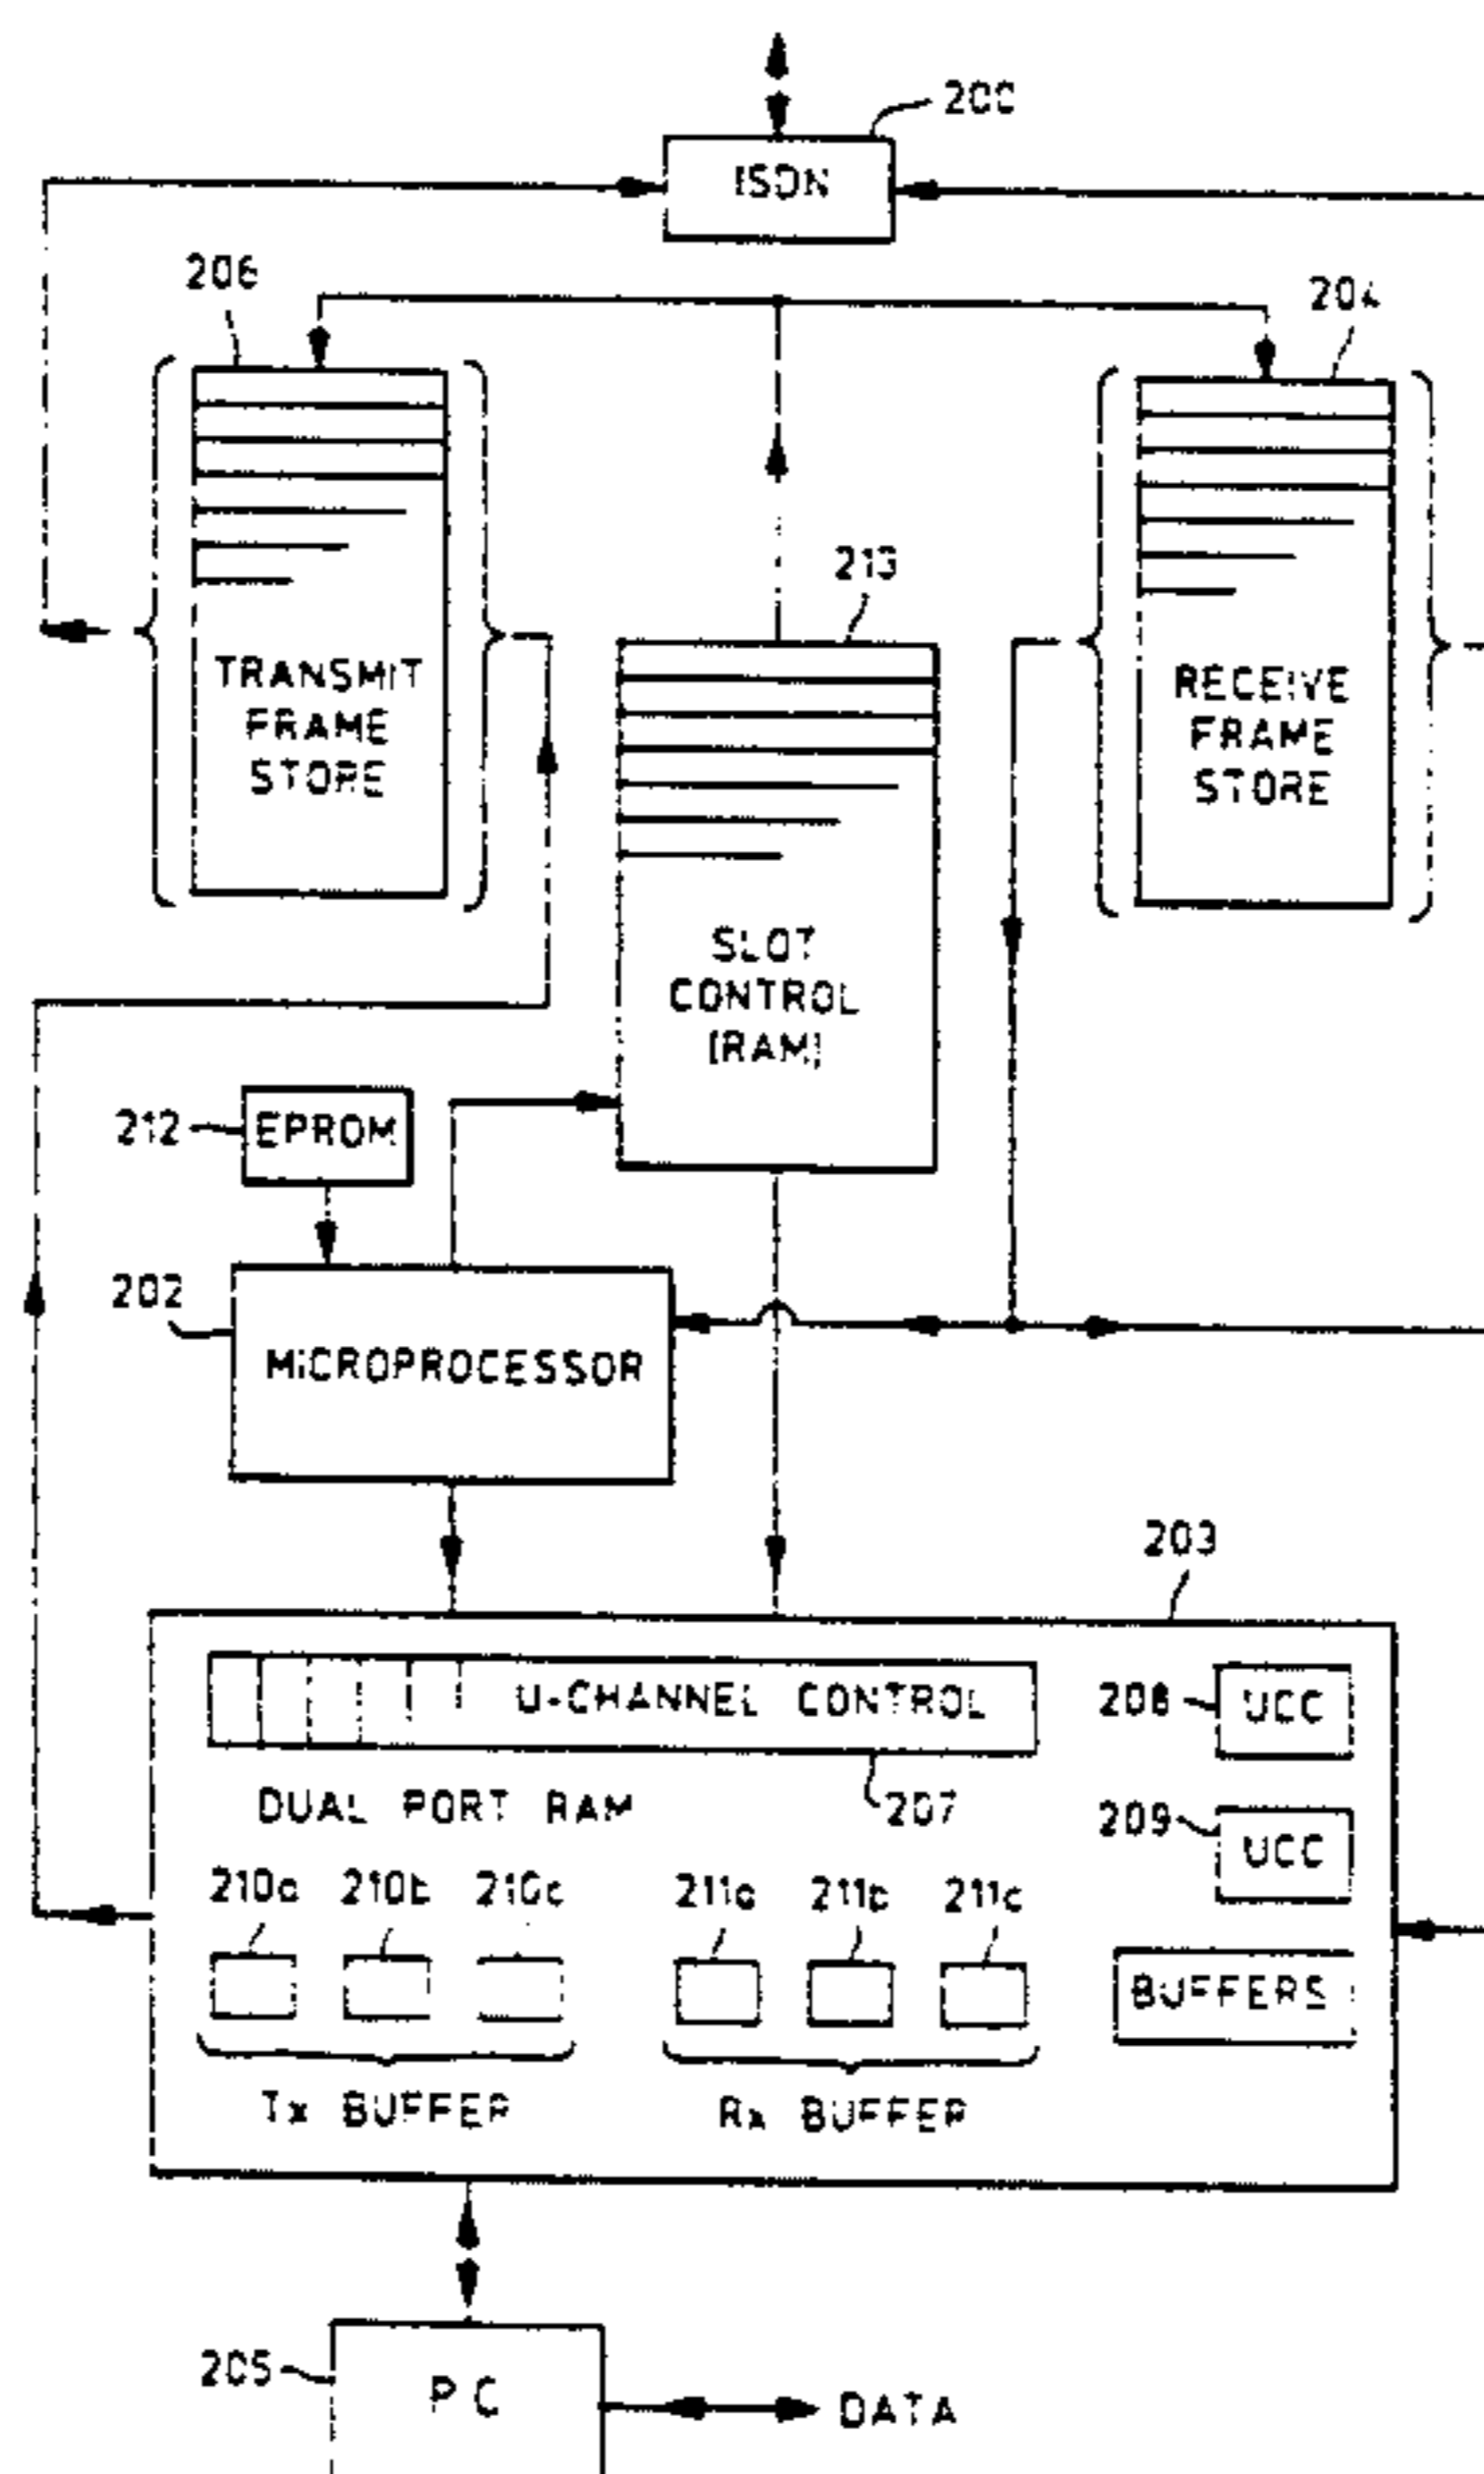 200
ISDN
206
204
213
TRANSMIT
FRAME
STORE
RECEIVE
FRAME
STORE
SLOT
CONTROL
(RAM)
212
EPROM
202
MICROPROCESSOR
203
U-CHANNEL CONTROL
208
UCC
DUAL PORT RAM
207
209
UCC
210a 210b 210c
211a 211b 211c
BUFFERS
Tx BUFFER
Rx BUFFER
205
PC
DATA